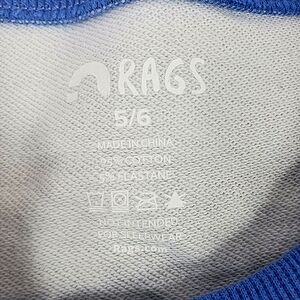 RAGS
5/6
MADE IN CHINA
95% COTTON
5% ELASTANE
NOT INTENDED
FOR SLEEPWEAR
Rags.com